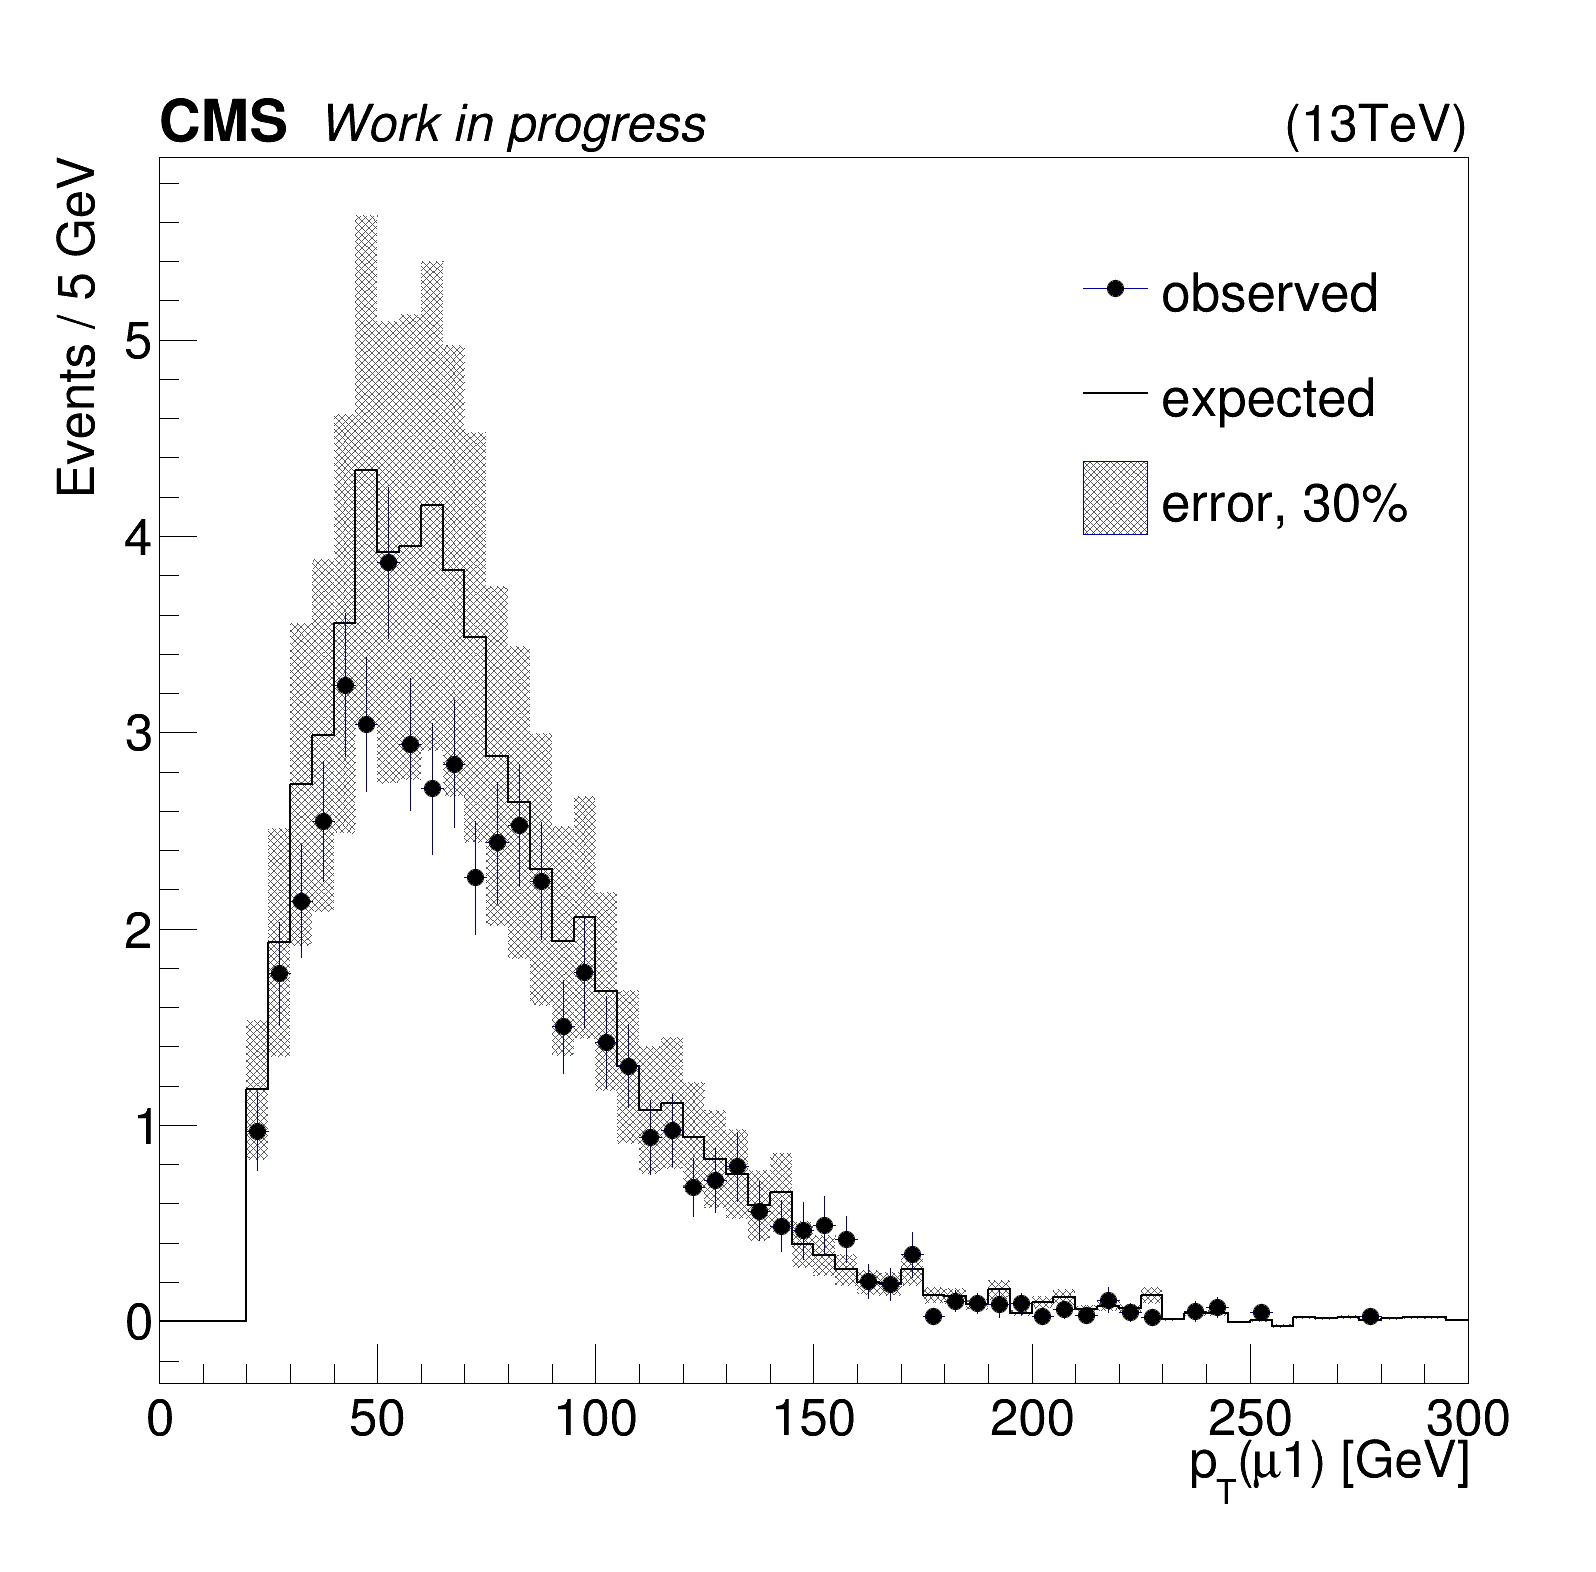 CMS Work in progress (13TeV)
Events / 5 GeV
observed
expected
error, 30%
5
4
3
2
1
0
0 50 100 150 200 250 300
pT(μ1) [GeV]